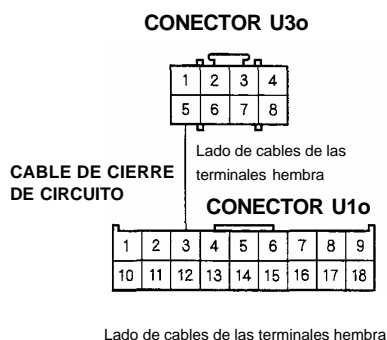 CONECTOR U3o
1 2 3 4
5 6 7 8
Lado de cables de las
terminales hembra
CABLE DE CIERRE
DE CIRCUITO
CONECTOR U1o
1 2 3 4 5 6 7 8 9
10 11 12 13 14 15 16 17 18
Lado de cables de las terminales hembra